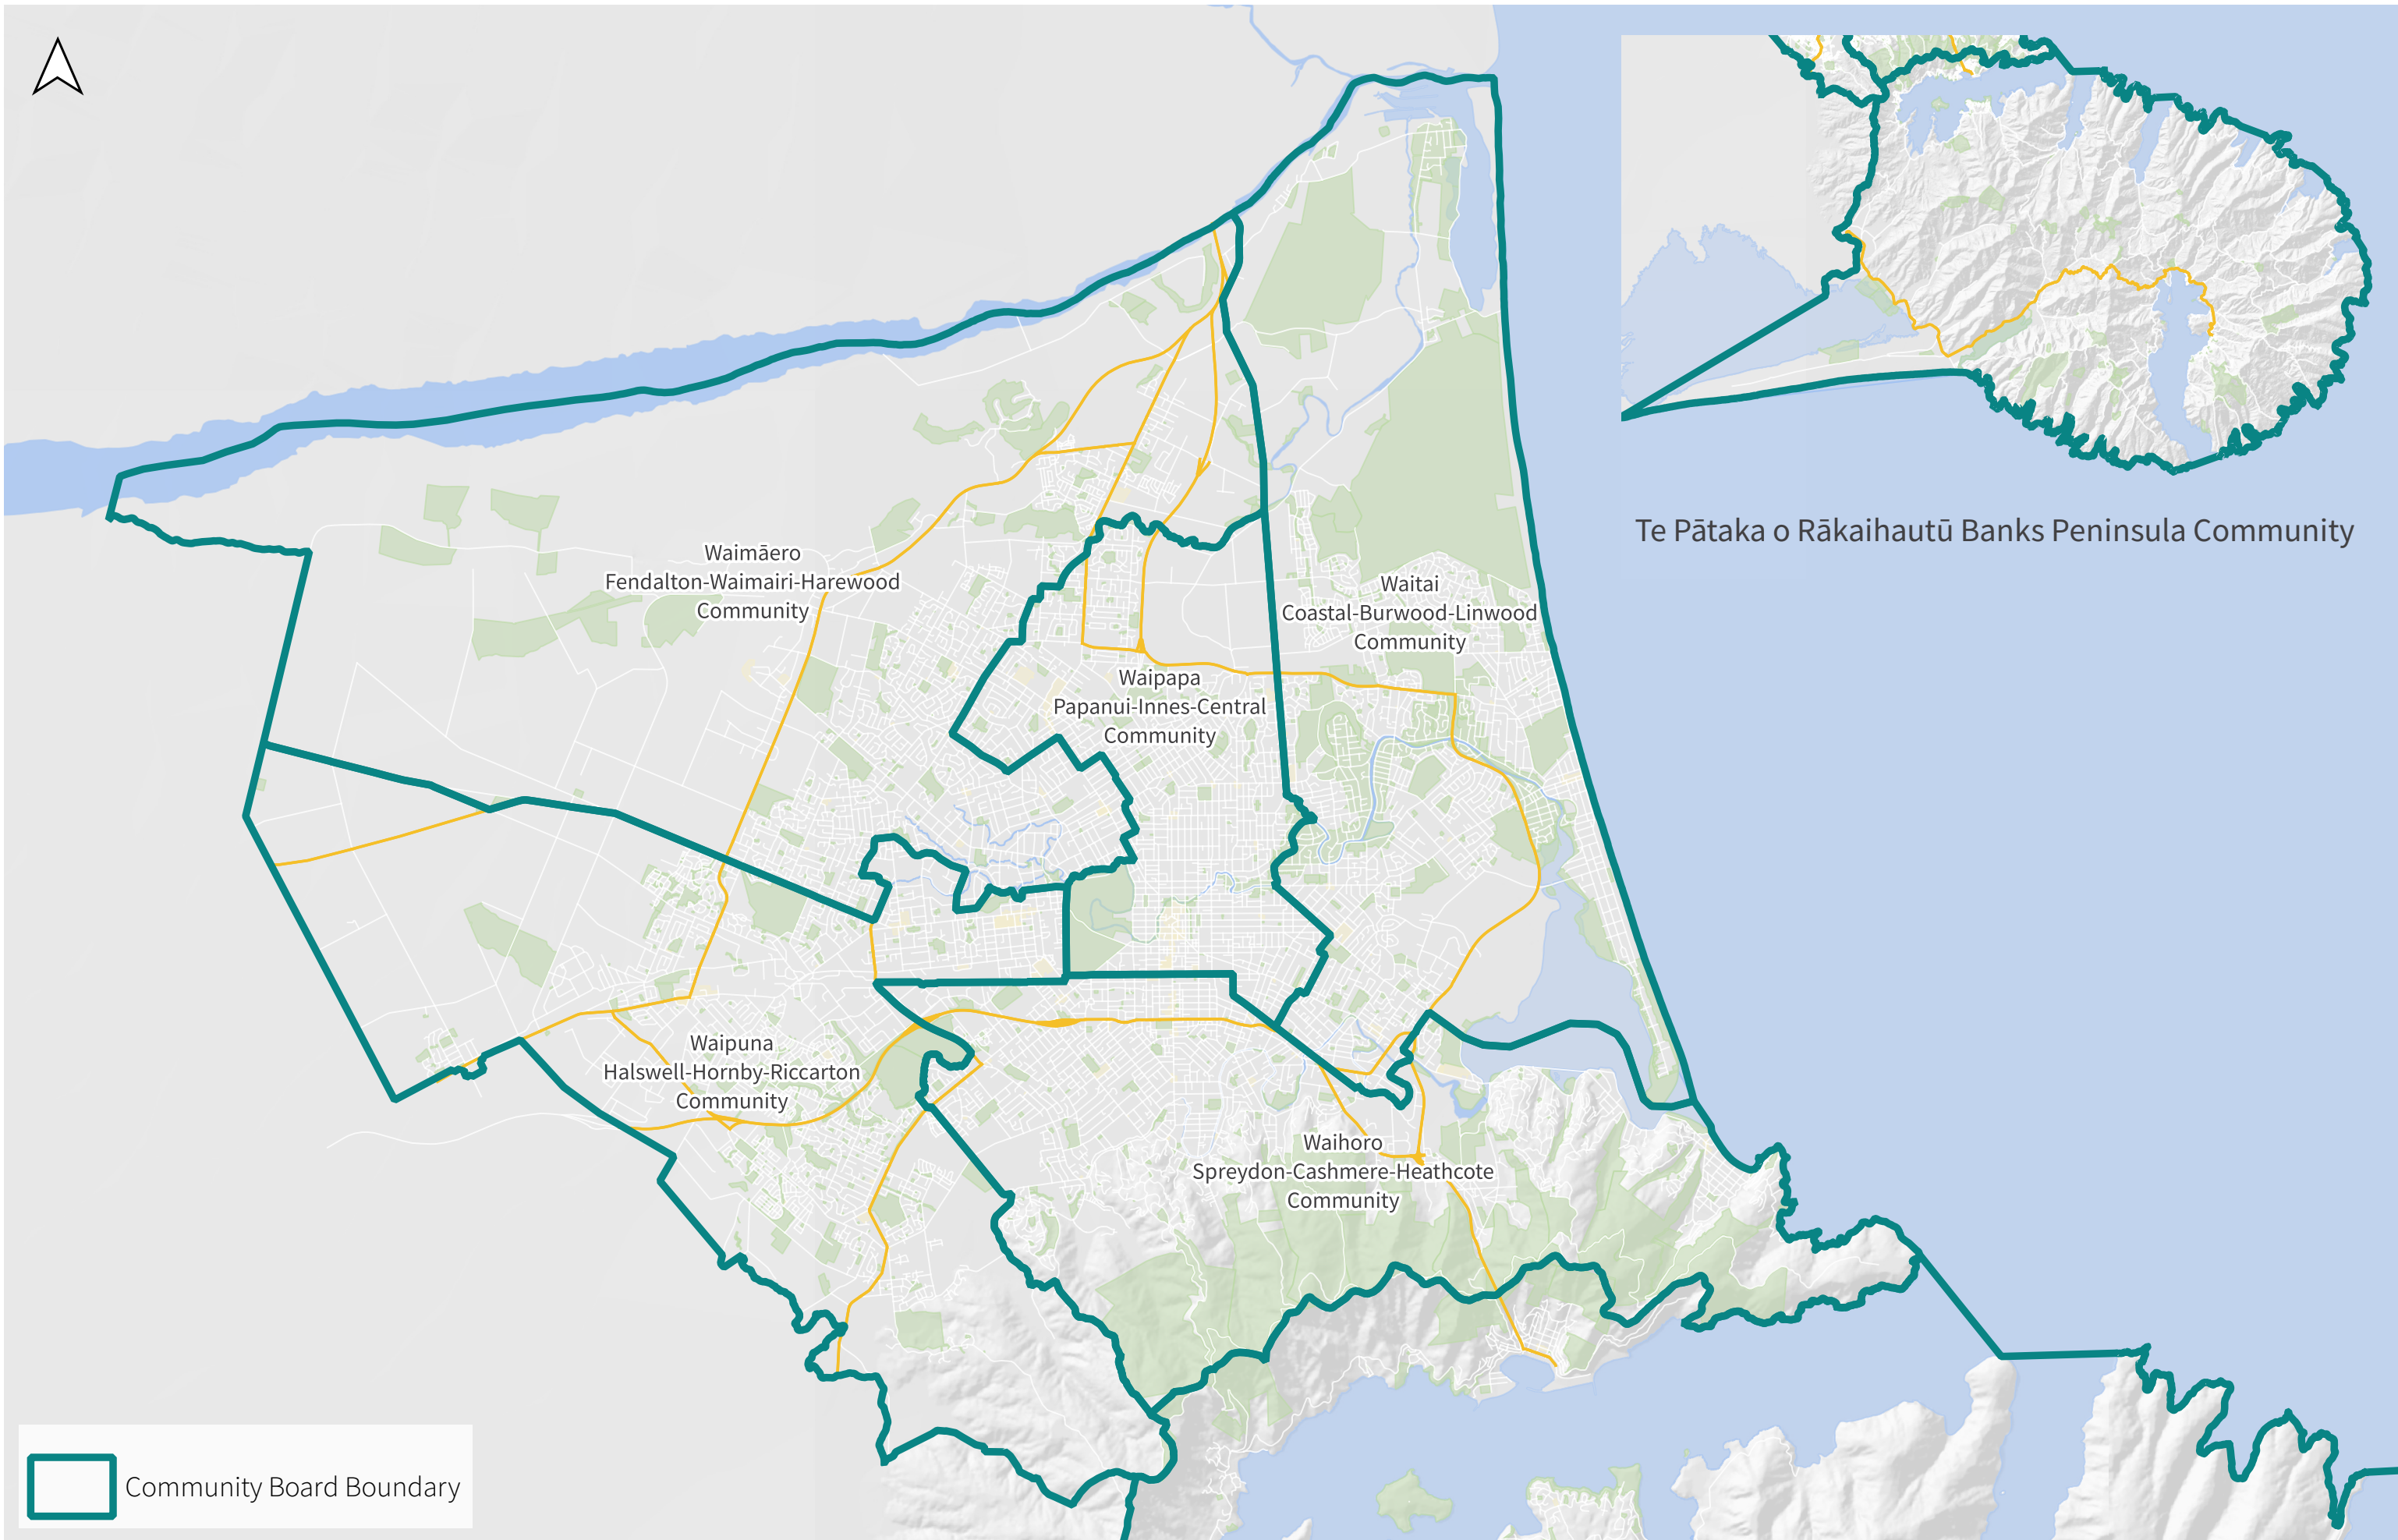 Te Pātaka o Rākaihautū Banks Peninsula Community
Waimāero
Fendalton-Waimairi-Harewood
Community
Waitai
Coastal-Burwood-Linwood
Community
Waipapa
Papanui-Innes-Central
Community
Waipuna
Halswell-Hornby-Riccarton
Community
Waihoro
Spreydon-Cashmere-Heathcote
Community
Community Board Boundary